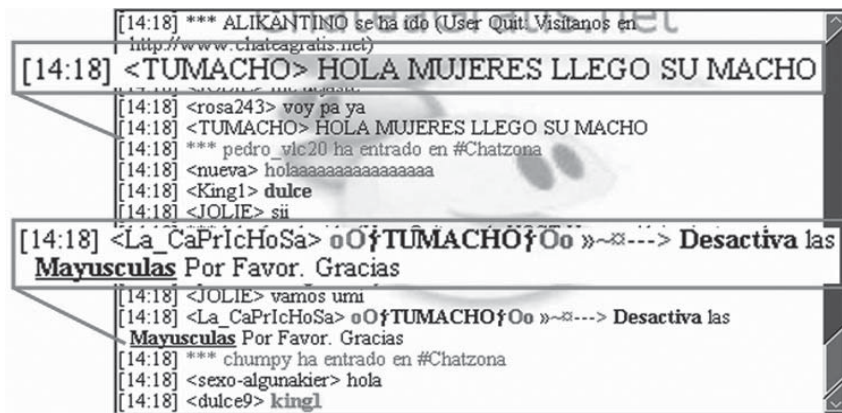 [14:18] *** ALIKANTINO se ha ido (User Quit: Visítanos en
http://www.chateagratis.net)
[14:18] <TUMACHO> HOLA MUJERES LLEGO SU MACHO
[14:18] <rosa243> voy pa ya
[14:18] <TUMACHO> HOLA MUJERES LLEGO SU MACHO
[14:18] *** pedro_vlc20 ha entrado en #Chatzona
[14:18] <nueva> holaaaaaaaaaaaaaaaa
[14:18] <King1> dulce
[14:18] <JOLIE> sii
[14:18] <La_CaPrIcHoSa> oO†TUMACHO†Oo »~¤---> Desactiva las
Mayusculas Por Favor. Gracias
[14:18] <JOLIE> vamos umi
[14:18] <La_CaPrIcHoSa> oO†TUMACHO†Oo »~¤---> Desactiva las
Mayusculas Por Favor. Gracias
[14:18] *** chumpy ha entrado en #Chatzona
[14:18] <sexo-algunakier> hola
[14:18] <dulce9> kingl